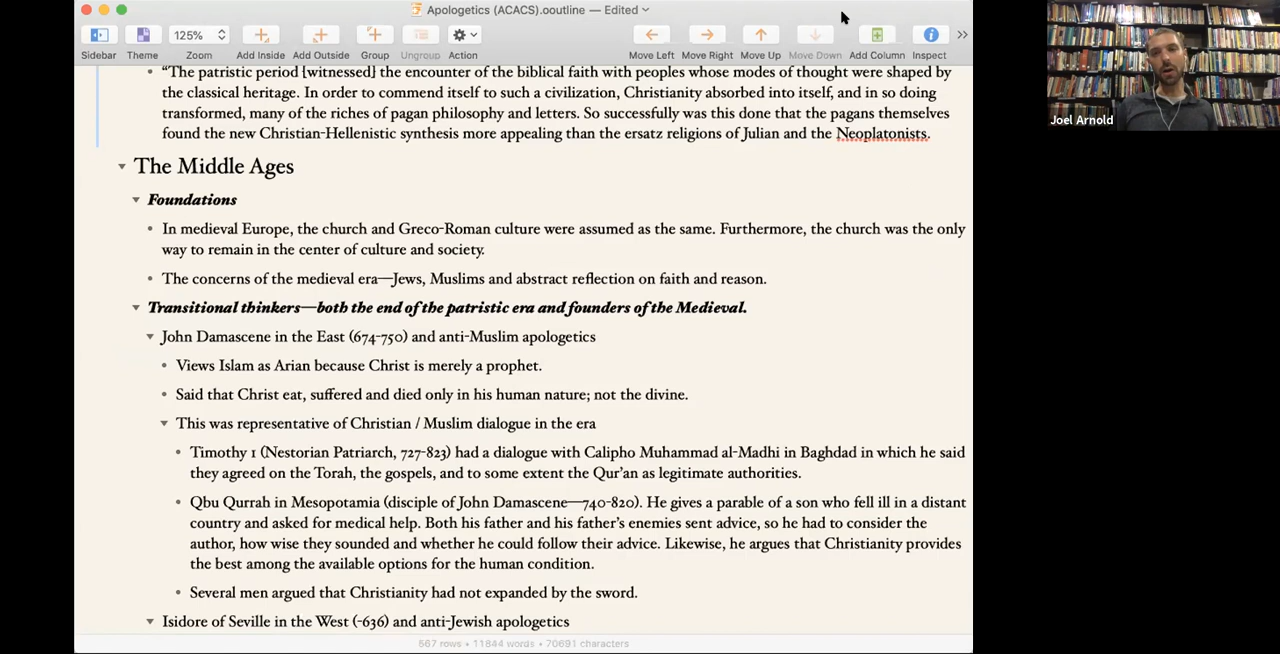 Apologetics (ACACS).ooutline — Edited
125%
Sidebar Theme Zoom Add Inside Add Outside Group Ungroup Action Move Left Move Right Move Up Move Down Add Column Inspect
• “The patristic period [witnessed] the encounter of the biblical faith with peoples whose modes of thought were shaped by
the classical heritage. In order to commend itself to such a civilization, Christianity absorbed into itself, and in so doing
transformed, many of the riches of pagan philosophy and letters. So successfully was this done that the pagans themselves
found the new Christian-Hellenistic synthesis more appealing than the ersatz religions of Julian and the Neoplatonists.
The Middle Ages
Foundations
• In medieval Europe, the church and Greco-Roman culture were assumed as the same. Furthermore, the church was the only
way to remain in the center of culture and society.
• The concerns of the medieval era—Jews, Muslims and abstract reflection on faith and reason.
Transitional thinkers—both the end of the patristic era and founders of the Medieval.
John Damascene in the East (674-750) and anti-Muslim apologetics
• Views Islam as Arian because Christ is merely a prophet.
• Said that Christ eat, suffered and died only in his human nature; not the divine.
This was representative of Christian / Muslim dialogue in the era
• Timothy 1 (Nestorian Patriarch, 727-823) had a dialogue with Calipho Muhammad al-Madhi in Baghdad in which he said
they agreed on the Torah, the gospels, and to some extent the Qur’an as legitimate authorities.
• Qbu Qurrah in Mesopotamia (disciple of John Damascene—740-820). He gives a parable of a son who fell ill in a distant
country and asked for medical help. Both his father and his father’s enemies sent advice, so he had to consider the
author, how wise they sounded and whether he could follow their advice. Likewise, he argues that Christianity provides
the best among the available options for the human condition.
• Several men argued that Christianity had not expanded by the sword.
Isidore of Seville in the West (-636) and anti-Jewish apologetics
567 rows • 11844 words • 70691 characters
Joel Arnold